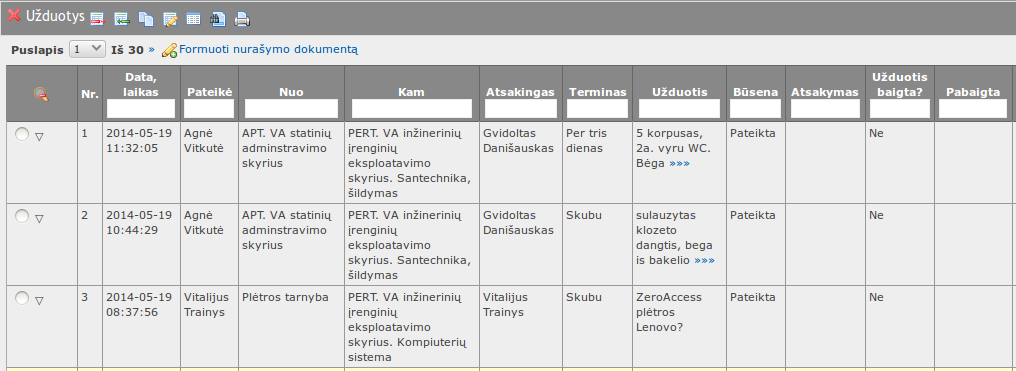 Užduotys
Puslapis 1 Iš 30 » Formuoti nurašymo dokumentą
Nr. Data, laikas Pateikė Nuo Kam Atsakingas Terminas Užduotis Būsena Atsakymas Užduotis baigta? Pabaigta
1 2014-05-19 Agnė APT. VA statinių PERT. VA inžinerinių Gvidoltas Per tris 5 korpusas, Pateikta Ne
11:32:05 Vitkutė adminstravimo įrenginių Danišauskas dienas 2a. vyru WC.
skyrius eksploatavimo Bėga »»»
skyrius. Santechnika,
šildymas
2 2014-05-19 Agnė APT. VA statinių PERT. VA inžinerinių Gvidoltas Skubu sulauzytas Pateikta Ne
10:44:29 Vitkutė adminstravimo įrenginių Danišauskas klozeto
skyrius eksploatavimo dangtis, bega
skyrius. Santechnika, is bakelio »»»
šildymas
3 2014-05-19 Vitalijus Plėtros tarnyba PERT. VA inžinerinių Vitalijus Skubu ZeroAccess Pateikta Ne
08:37:56 Trainys įrenginių Trainys plėtros
eksploatavimo Lenovo?
skyrius. Kompiuterių
sistema